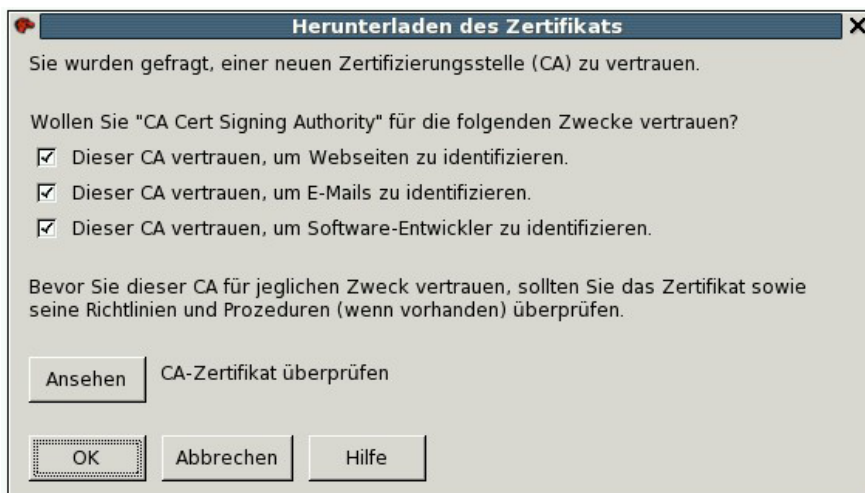 Herunterladen des Zertifikats
Sie wurden gefragt, einer neuen Zertifizierungsstelle (CA) zu vertrauen.
Wollen Sie "CA Cert Signing Authority" für die folgenden Zwecke vertrauen?
Dieser CA vertrauen, um Webseiten zu identifizieren.
Dieser CA vertrauen, um E-Mails zu identifizieren.
Dieser CA vertrauen, um Software-Entwickler zu identifizieren.
Bevor Sie dieser CA für jeglichen Zweck vertrauen, sollten Sie das Zertifikat sowie
seine Richtlinien und Prozeduren (wenn vorhanden) überprüfen.
Ansehen CA-Zertifikat überprüfen
OK Abbrechen Hilfe